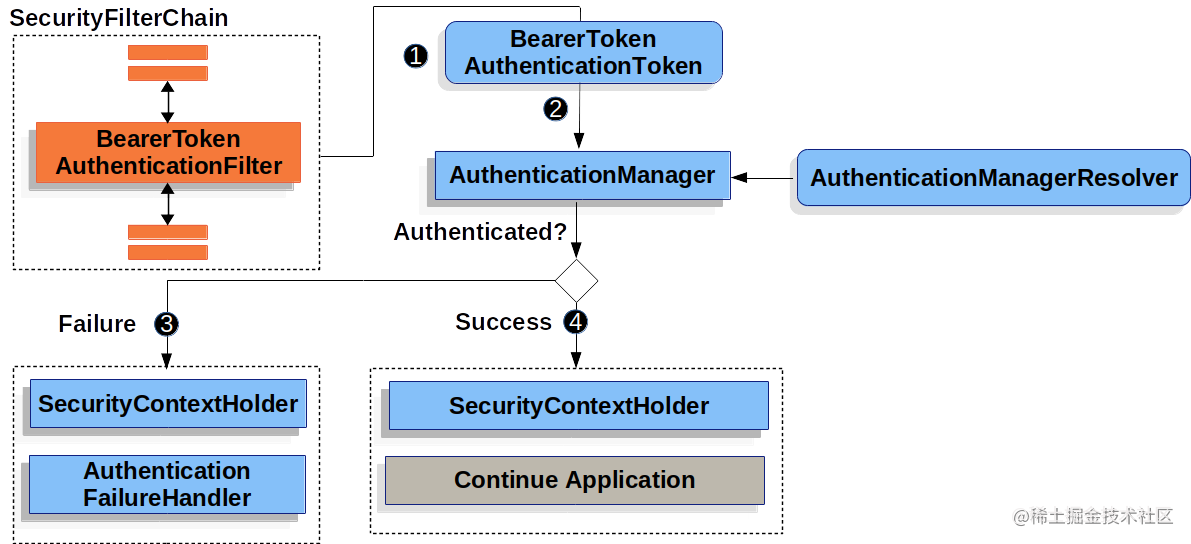 SecurityFilterChain
BearerToken
AuthenticationFilter
1
BearerToken
AuthenticationToken
2
AuthenticationManager
AuthenticationManagerResolver
Authenticated?
Failure
3
Success
4
SecurityContextHolder
Authentication
FailureHandler
SecurityContextHolder
Continue Application
@稀土掘金技术社区